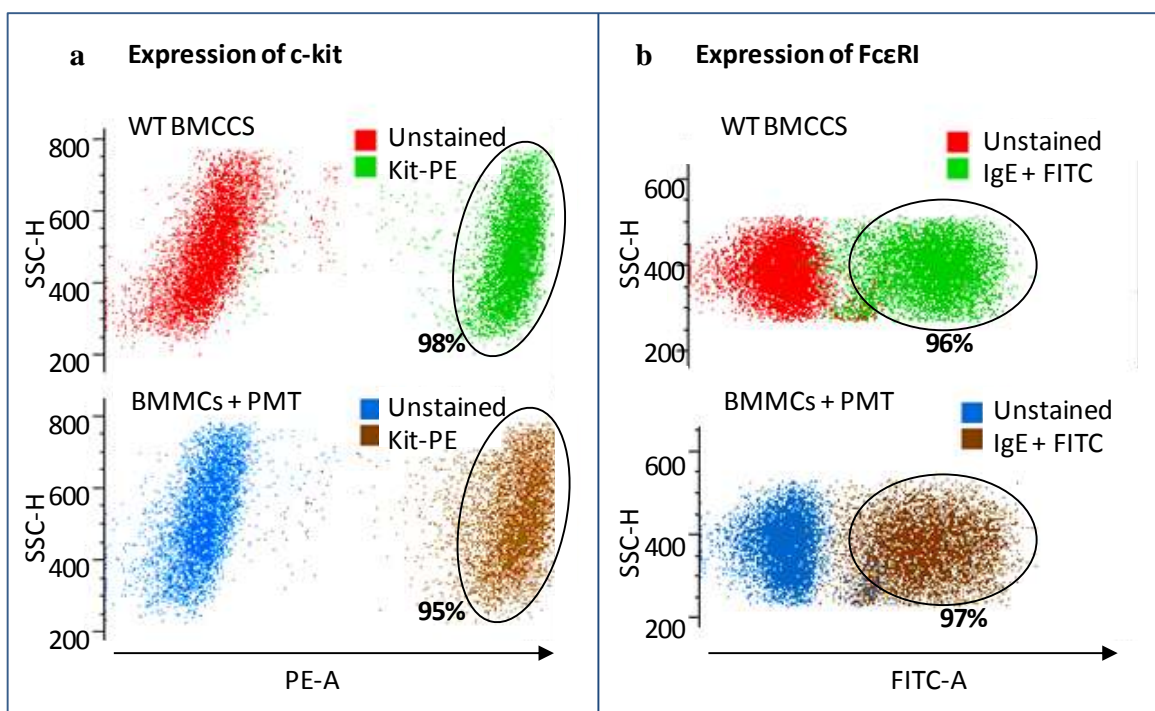 a Expression of c-kit
WT BMCCS
Unstained
Kit-PE
800
600
400
200
SSC-H
98%
BMMCs + PMT
Unstained
Kit-PE
800
600
400
200
SSC-H
95%
PE-A
b Expression of FcεRI
WT BMCCS
Unstained
IgE + FITC
600
400
200
SSC-H
96%
BMMCs + PMT
Unstained
IgE + FITC
600
400
200
SSC-H
97%
FITC-A